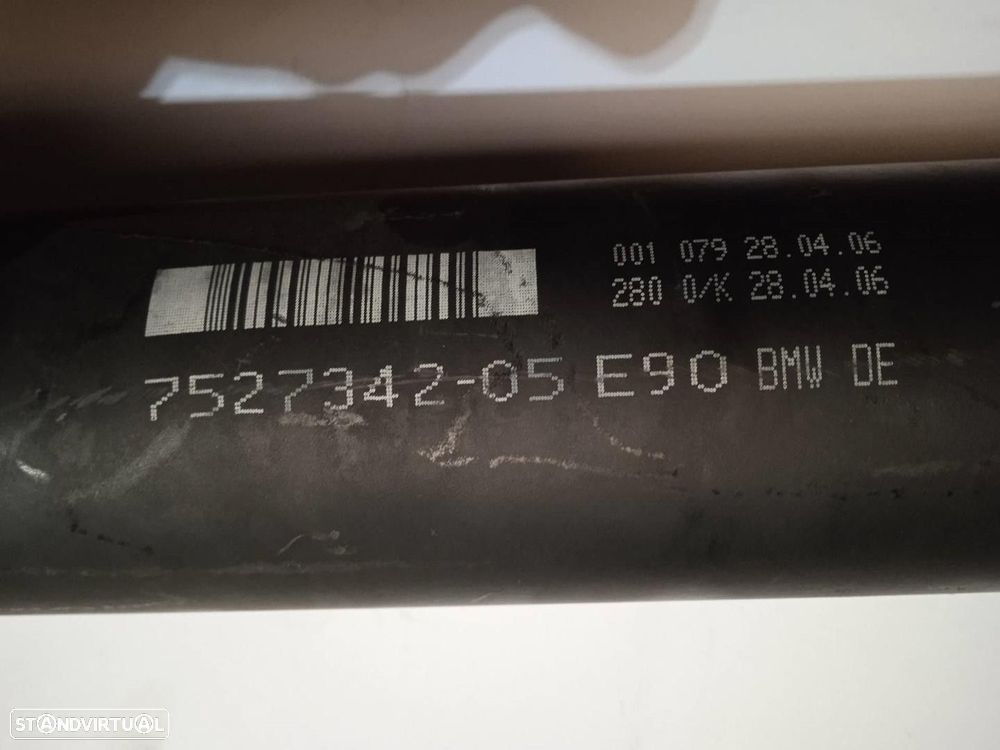 001 079 28.04.06
280 0/K 28.04.06
7527342-05 E90 BMW DE
STANDVIRTUAL